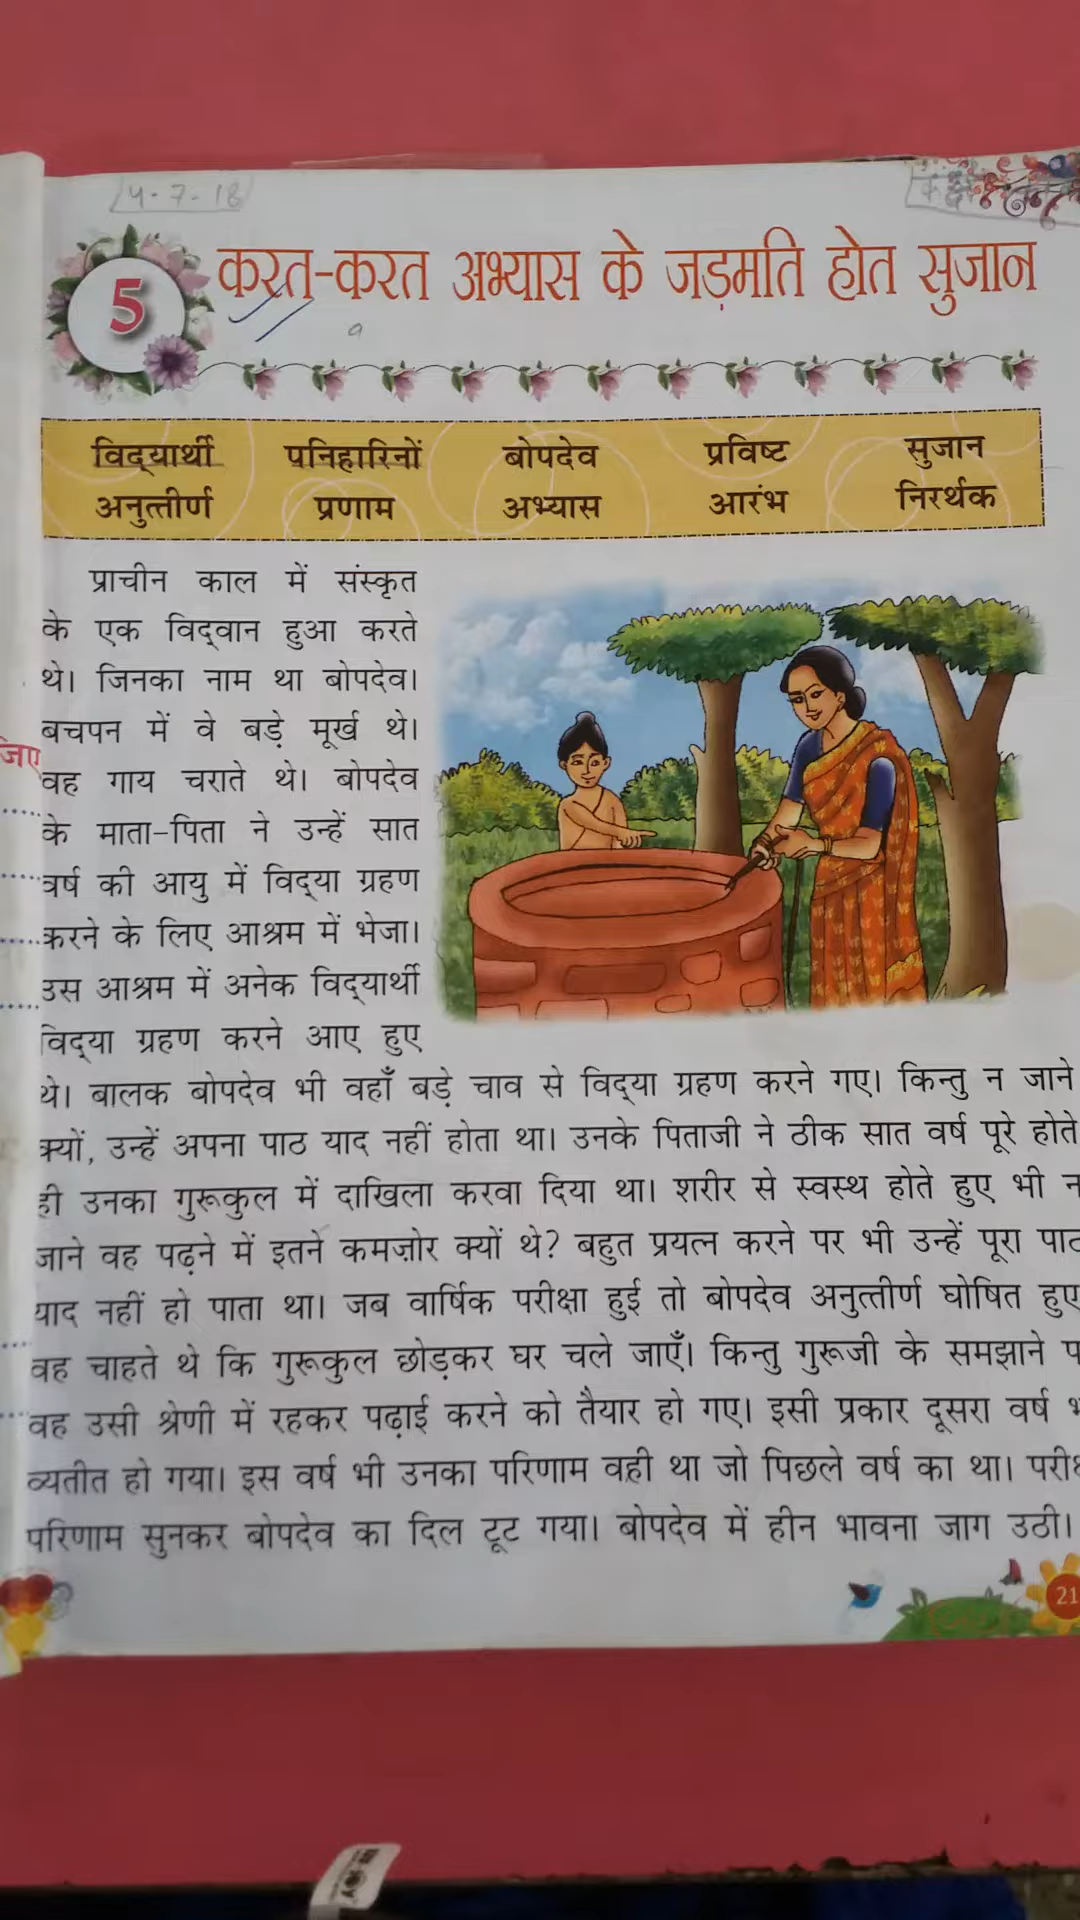 4-7-18
5
करत-करत अभ्यास के जड़मति होत सुजान
विद्‌यार्थी पनिहारिनों बोपदेव प्रविष्ट सुजान
अनुत्तीर्ण प्रणाम अभ्यास आरंभ निरर्थक
प्राचीन काल में संस्कृत
के एक विद्‌वान हुआ करते
थे। जिनका नाम था बोपदेव।
बचपन में वे बड़े मूर्ख थे।
वह गाय चराते थे। बोपदेव
के माता-पिता ने उन्हें सात
वर्ष की आयु में विद्‌या ग्रहण
करने के लिए आश्रम में भेजा।
उस आश्रम में अनेक विद्‌यार्थी
विद्‌या ग्रहण करने आए हुए
थे। बालक बोपदेव भी वहाँ बड़े चाव से विद्‌या ग्रहण करने गए। किन्तु न जाने
क्यों, उन्हें अपना पाठ याद नहीं होता था। उनके पिताजी ने ठीक सात वर्ष पूरे होते
ही उनका गुरूकुल में दाखिला करवा दिया था। शरीर से स्वस्थ होते हुए भी न
जाने वह पढ़ने में इतने कमज़ोर क्यों थे? बहुत प्रयत्न करने पर भी उन्हें पूरा
याद नहीं हो पाता था। जब वार्षिक परीक्षा हुई तो बोपदेव अनुत्तीर्ण घोषित हुए
वह चाहते थे कि गुरूकुल छोड़कर घर चले जाएँ। किन्तु गुरूजी के समझाने
वह उसी श्रेणी में रहकर पढ़ाई करने को तैयार हो गए। इसी प्रकार दूसरा वर्ष
व्यतीत हो गया। इस वर्ष भी उनका परिणाम वही था जो पिछले वर्ष का था।
परिणाम सुनकर बोपदेव का दिल टूट गया। बोपदेव में हीन भावना जाग उठी।
21